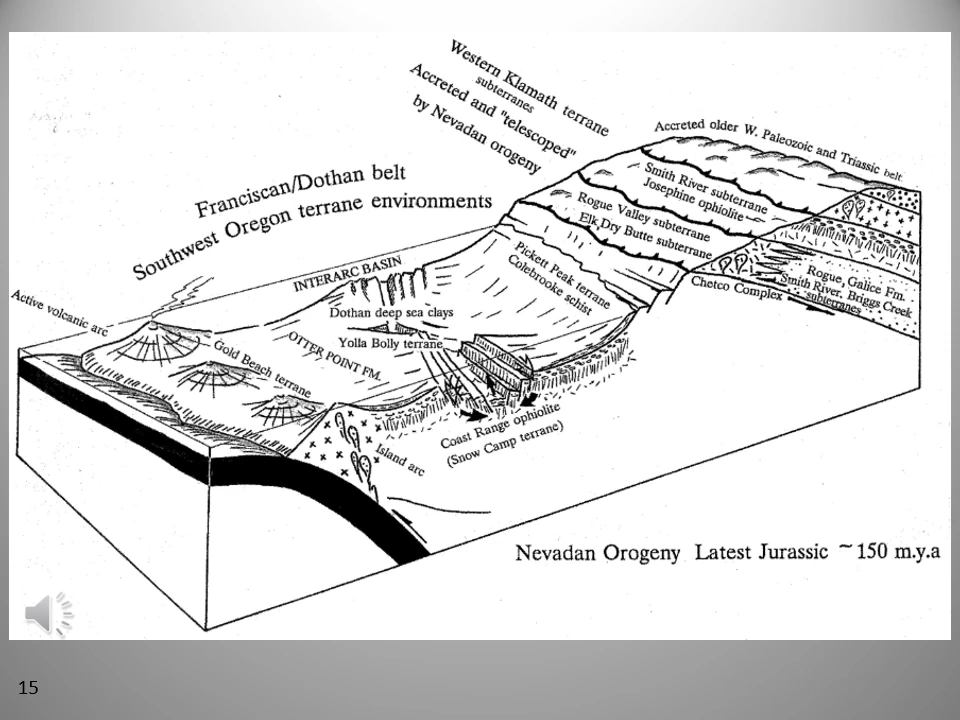 Western Klamath terrane
subterranes
Accreted and "telescoped"
by Nevadan orogeny
Accreted older W. Paleozoic and Triassic belt
Franciscan/Dothan belt
Southwest Oregon terrane environments
Smith River subterrane
Josephine ophiolite
Rogue Valley subterrane
Elk, Dry Butte subterrane
Pickett Peak terrane
Colebrooke schist
Chetco Complex
Rogue, Galice Fm.
Smith River, Briggs Creek
subterranes
INTERARC BASIN
Dothan deep sea clays
Yolla Bolly terrane
Active volcanic arc
Gold Beach terrane
OTTER POINT FM.
Island arc
Coast Range ophiolite
(Snow Camp terrane)
Nevadan Orogeny Latest Jurassic ~150 m.y.a
15